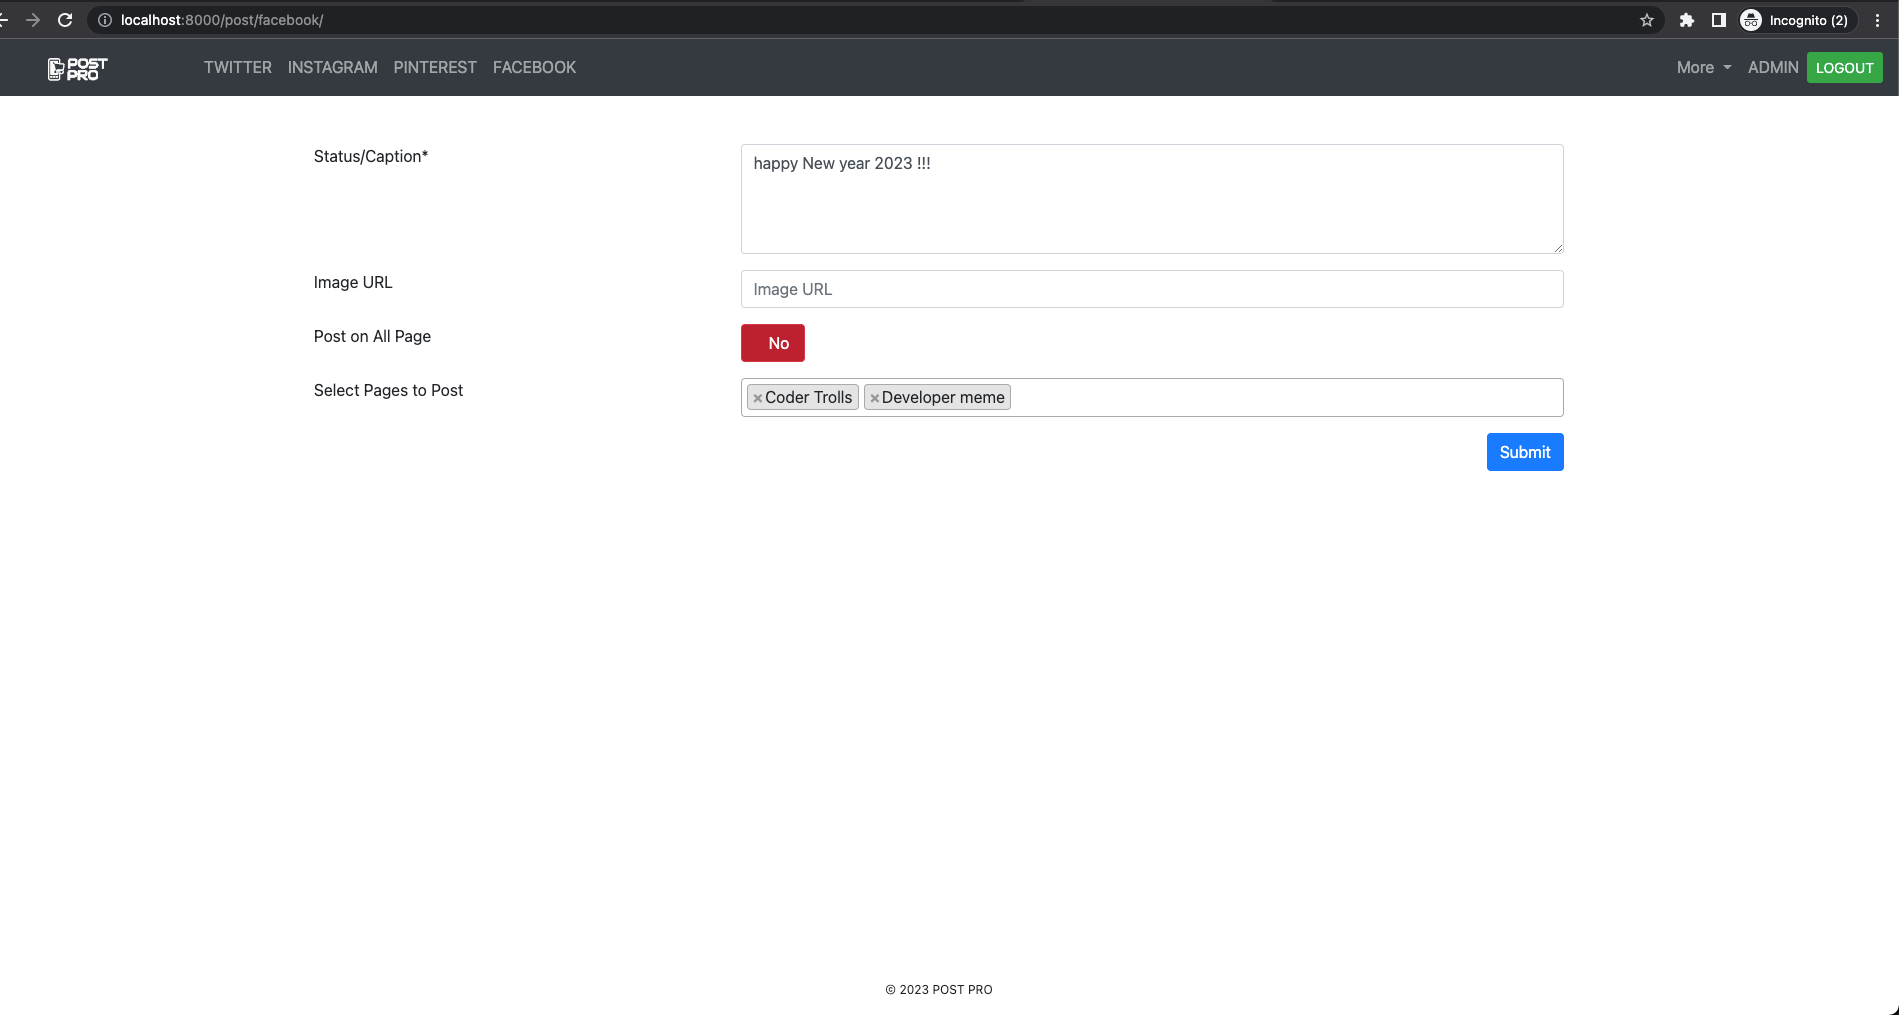 localhost:8000/post/facebook/
Incognito (2)
POST
PRO
TWITTER INSTAGRAM PINTEREST FACEBOOK
More ADMIN LOGOUT
Status/Caption*
happy New year 2023 !!!
Image URL
Image URL
Post on All Page
No
Select Pages to Post
×Coder Trolls ×Developer meme
Submit
© 2023 POST PRO